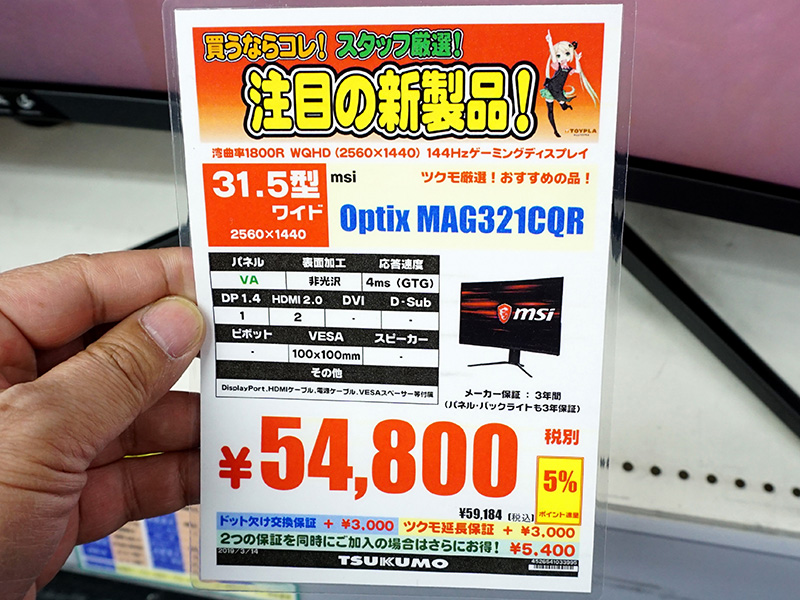 買うならコレ! スタッフ厳選!
注目の新製品!
by TOYPLA
湾曲率1800R WQHD (2560×1440) 144Hzゲーミングディスプレイ
31.5型
ワイド
2560×1440
msi
ツクモ厳選!おすすめの品!
Optix MAG321CQR
パネル 表面加工 応答速度
VA 非光沢 4ms (GTG)
DP 1.4 HDMI 2.0 DVI D-Sub
1 2 - -
ピボット VESA スピーカー
- 100x100mm -
その他
DisplayPort、HDMIケーブル、電源ケーブル、VESAスペーサー等付属
msi
メーカー保証 : 3年間
(パネル・バックライトも3年保証)
¥54,800 税別
5%
ポイント還元
¥59,184 (税込)
ドット欠け交換保証 + ¥3,000
ツクモ延長保証 + ¥3,000
2つの保証を同時にご加入の場合はさらにお得! ¥5,400
2019/3/14
TSUKUMO
4526541033995